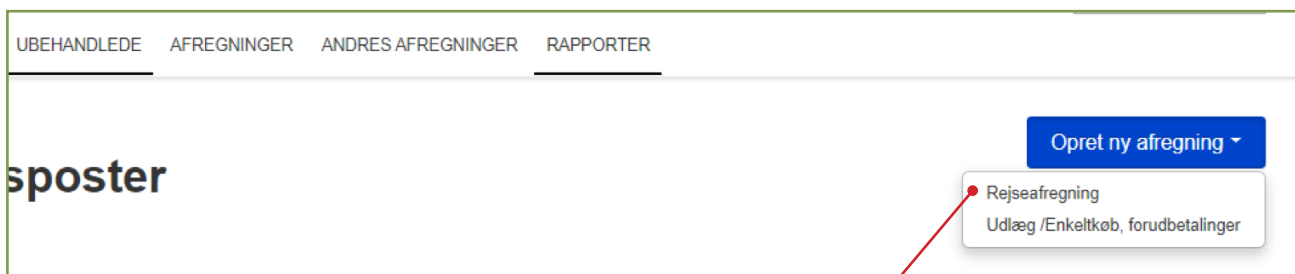 UBEHANDLEDE AFREGNINGER ANDRES AFREGNINGER RAPPORTER
Opret ny afregning
sposter
Rejseafregning
Udlæg /Enkeltkøb, forudbetalinger